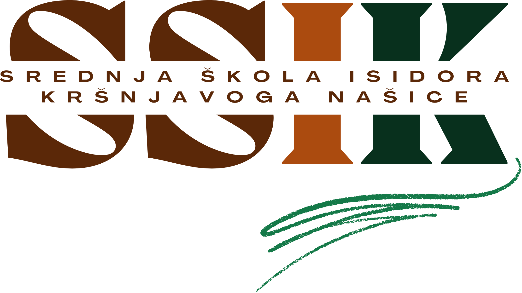 SSIK
SREDNJA ŠKOLA ISIDORA
KRŠNJAVOGA NAŠICE